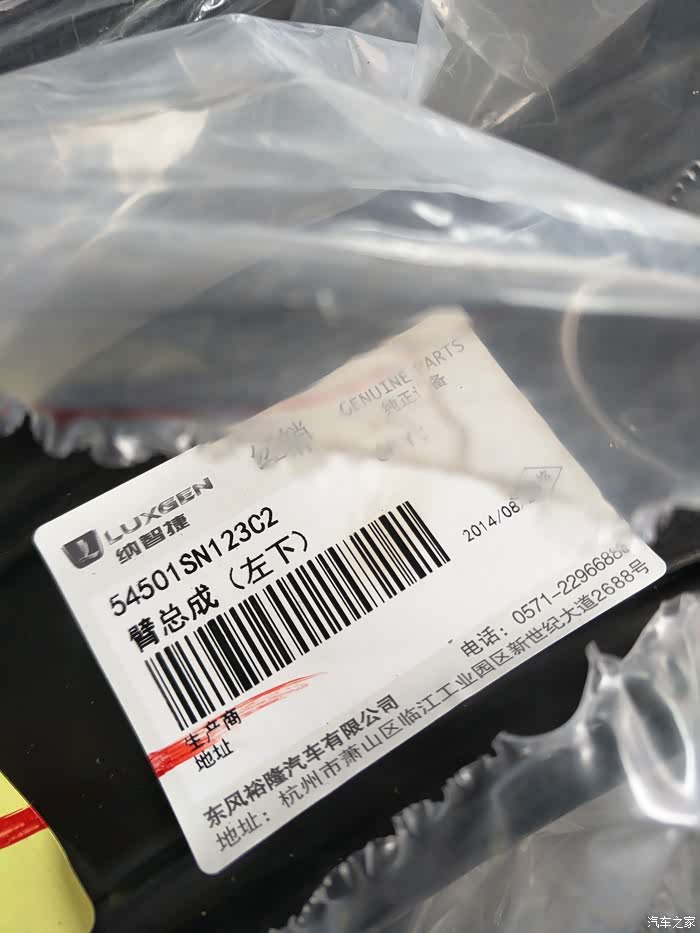 GENUINE PARTS
纯正
LUXGEN
纳智捷
54501SN123C2
臂总成 (左下)
2014/08
生产商
地址
东风裕隆汽车有限公司
电话: 0571-2296688
地址: 杭州市萧山区临江工业园区新世纪大道2688号
汽车之家